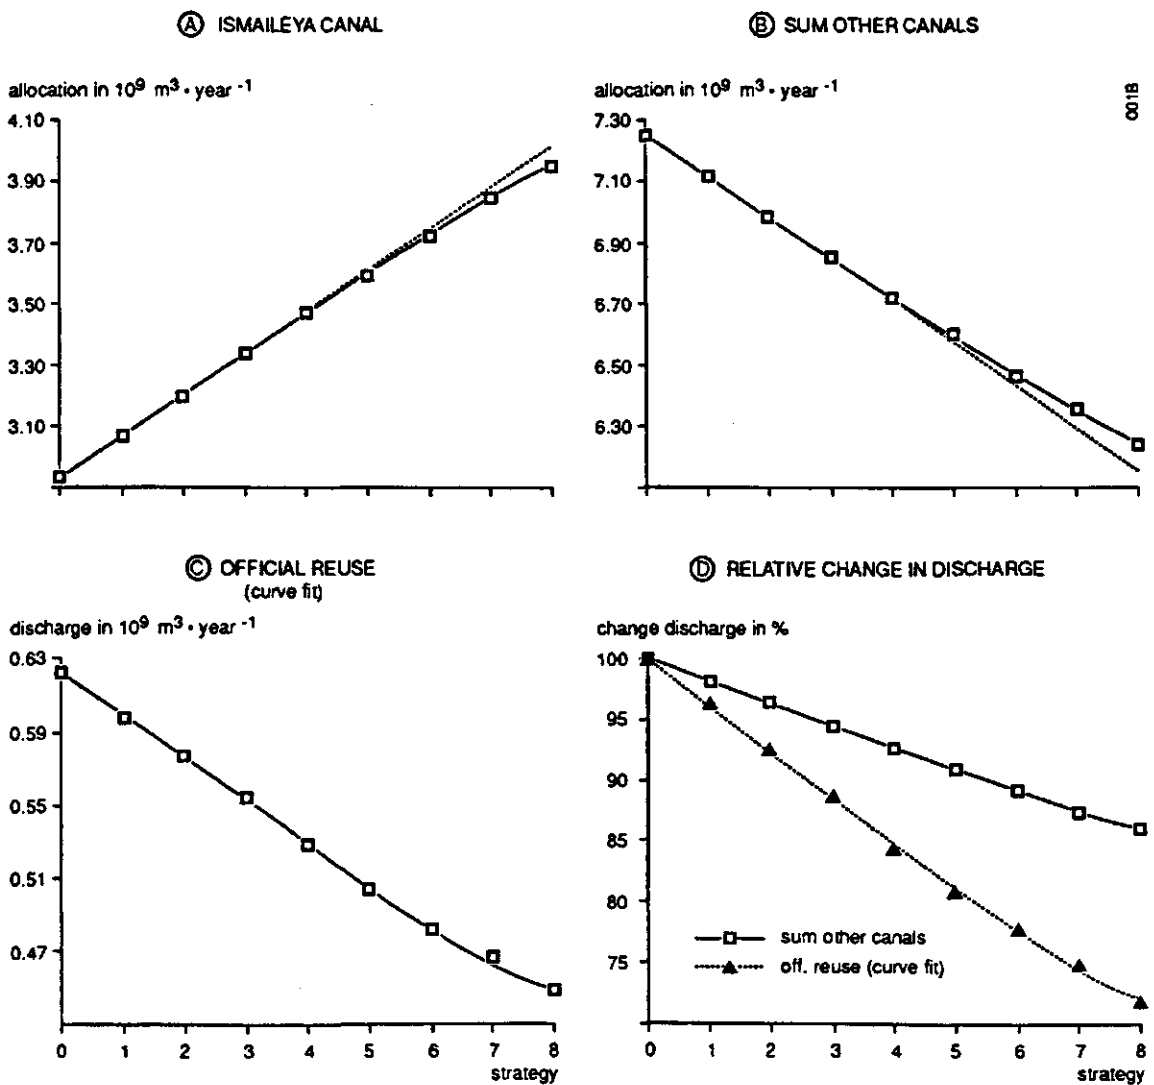 Ⓐ ISMAILEYA CANAL
allocation in 10⁹ m³ · year ⁻¹
4.10
3.90
3.70
3.50
3.30
3.10
Ⓑ SUM OTHER CANALS
allocation in 10⁹ m³ · year ⁻¹
001B
7.30
7.10
6.90
6.70
6.50
6.30
Ⓒ OFFICIAL REUSE
(curve fit)
discharge in 10⁹ m³ · year ⁻¹
0.63
0.59
0.55
0.51
0.47
0 1 2 3 4 5 6 7 8
strategy
Ⓓ RELATIVE CHANGE IN DISCHARGE
change discharge in %
100
95
90
85
80
75
sum other canals
off. reuse (curve fit)
0 1 2 3 4 5 6 7 8
strategy